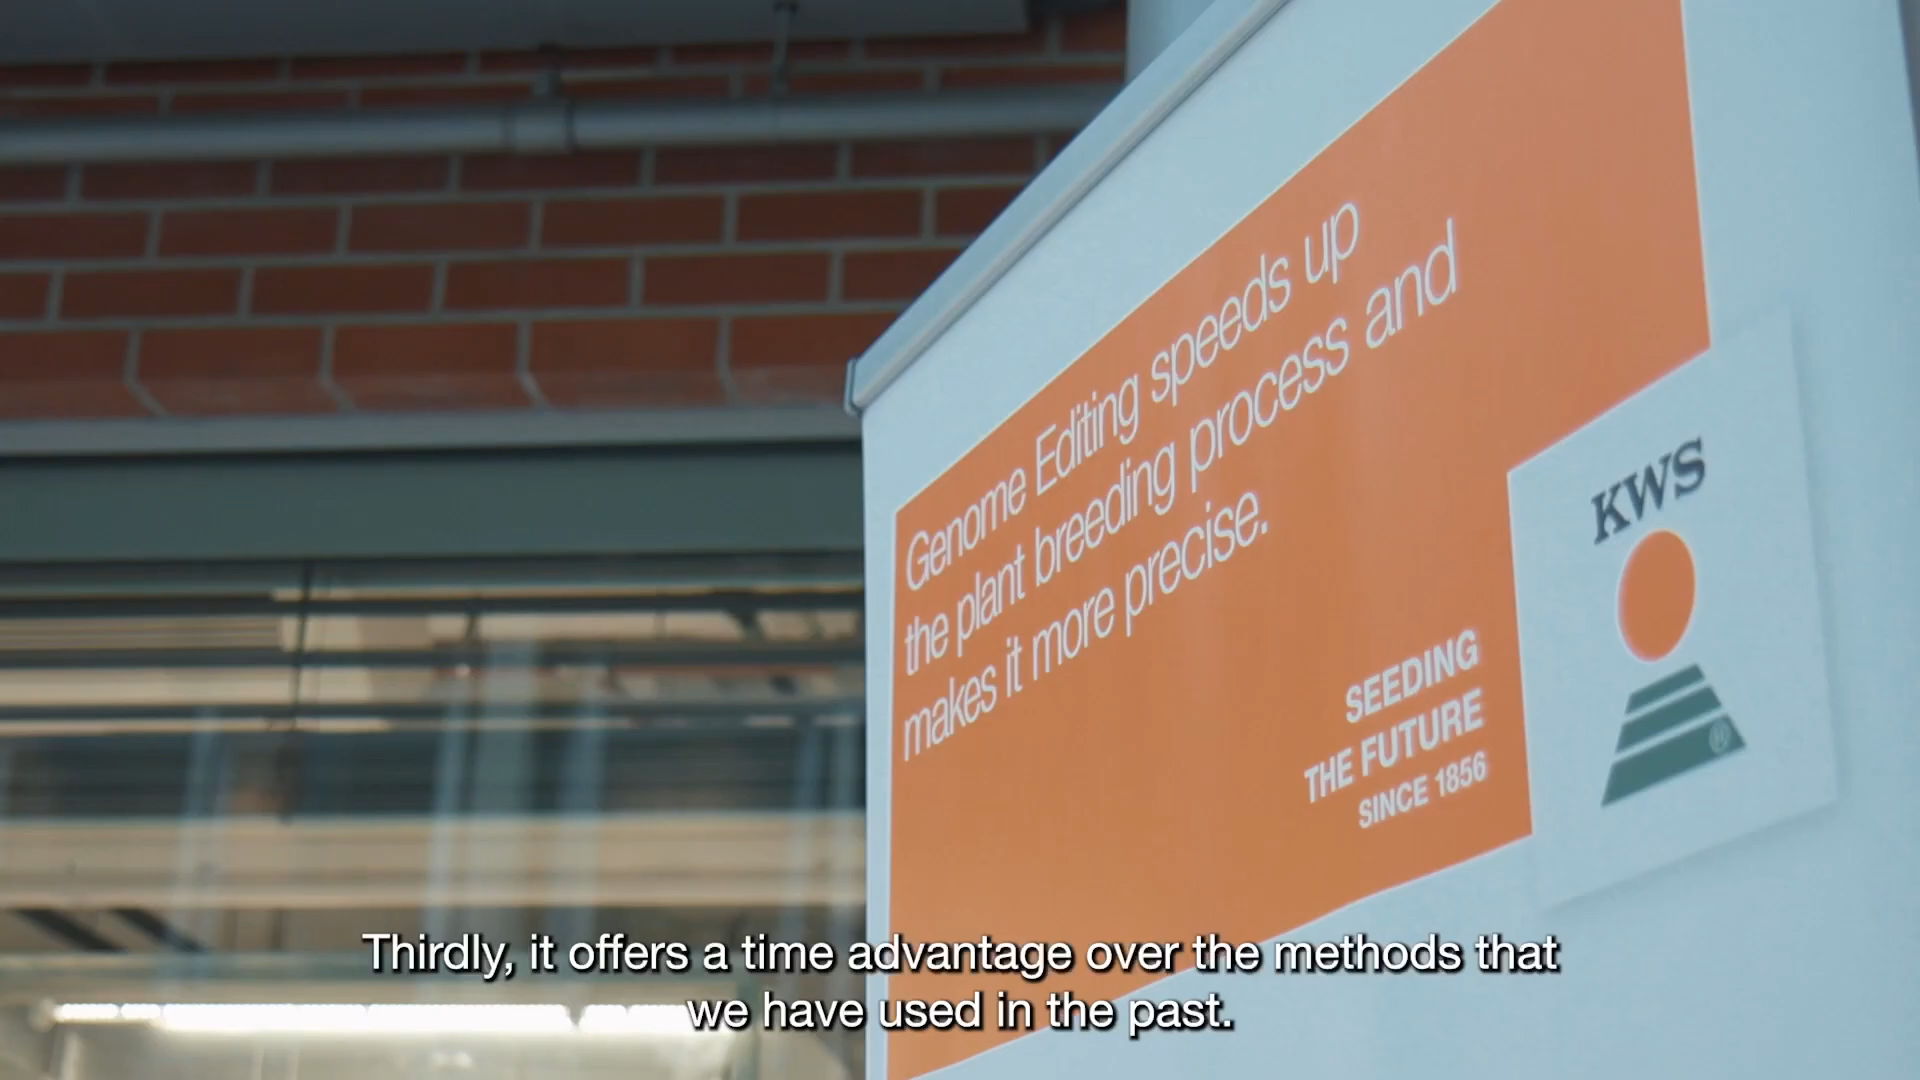 Genome Editing speeds up
the plant breeding process and
makes it more precise.
SEEDING
THE FUTURE
SINCE 1856
KWS
®
Thirdly, it offers a time advantage over the methods that
we have used in the past.